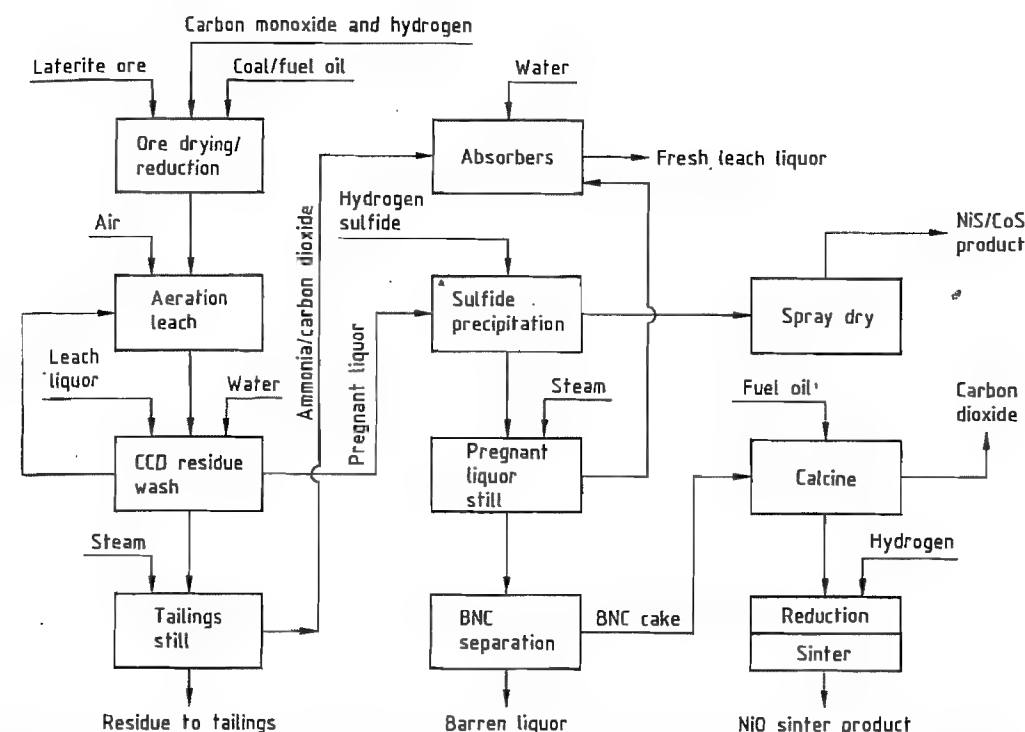 Carbon monoxide and hydrogen
Laterite ore
Coal/fuel oil
Water
Ore drying/
reduction
Absorbers
Fresh leach liquor
Hydrogen
sulfide
Air
Ammonia/carbon dioxide
NiS/CoS
product
Aeration
leach
Sulfide
precipitation
Spray dry
Leach
liquor
Water
Pregnant liquor
Steam
Fuel oil
Carbon
dioxide
CCD residue
wash
Pregnant
liquor
still
Calcine
Steam
Hydrogen
Tailings
still
BNC
separation
BNC cake
Reduction
Sinter
Residue to tailings
Barren liquor
NiO sinter product